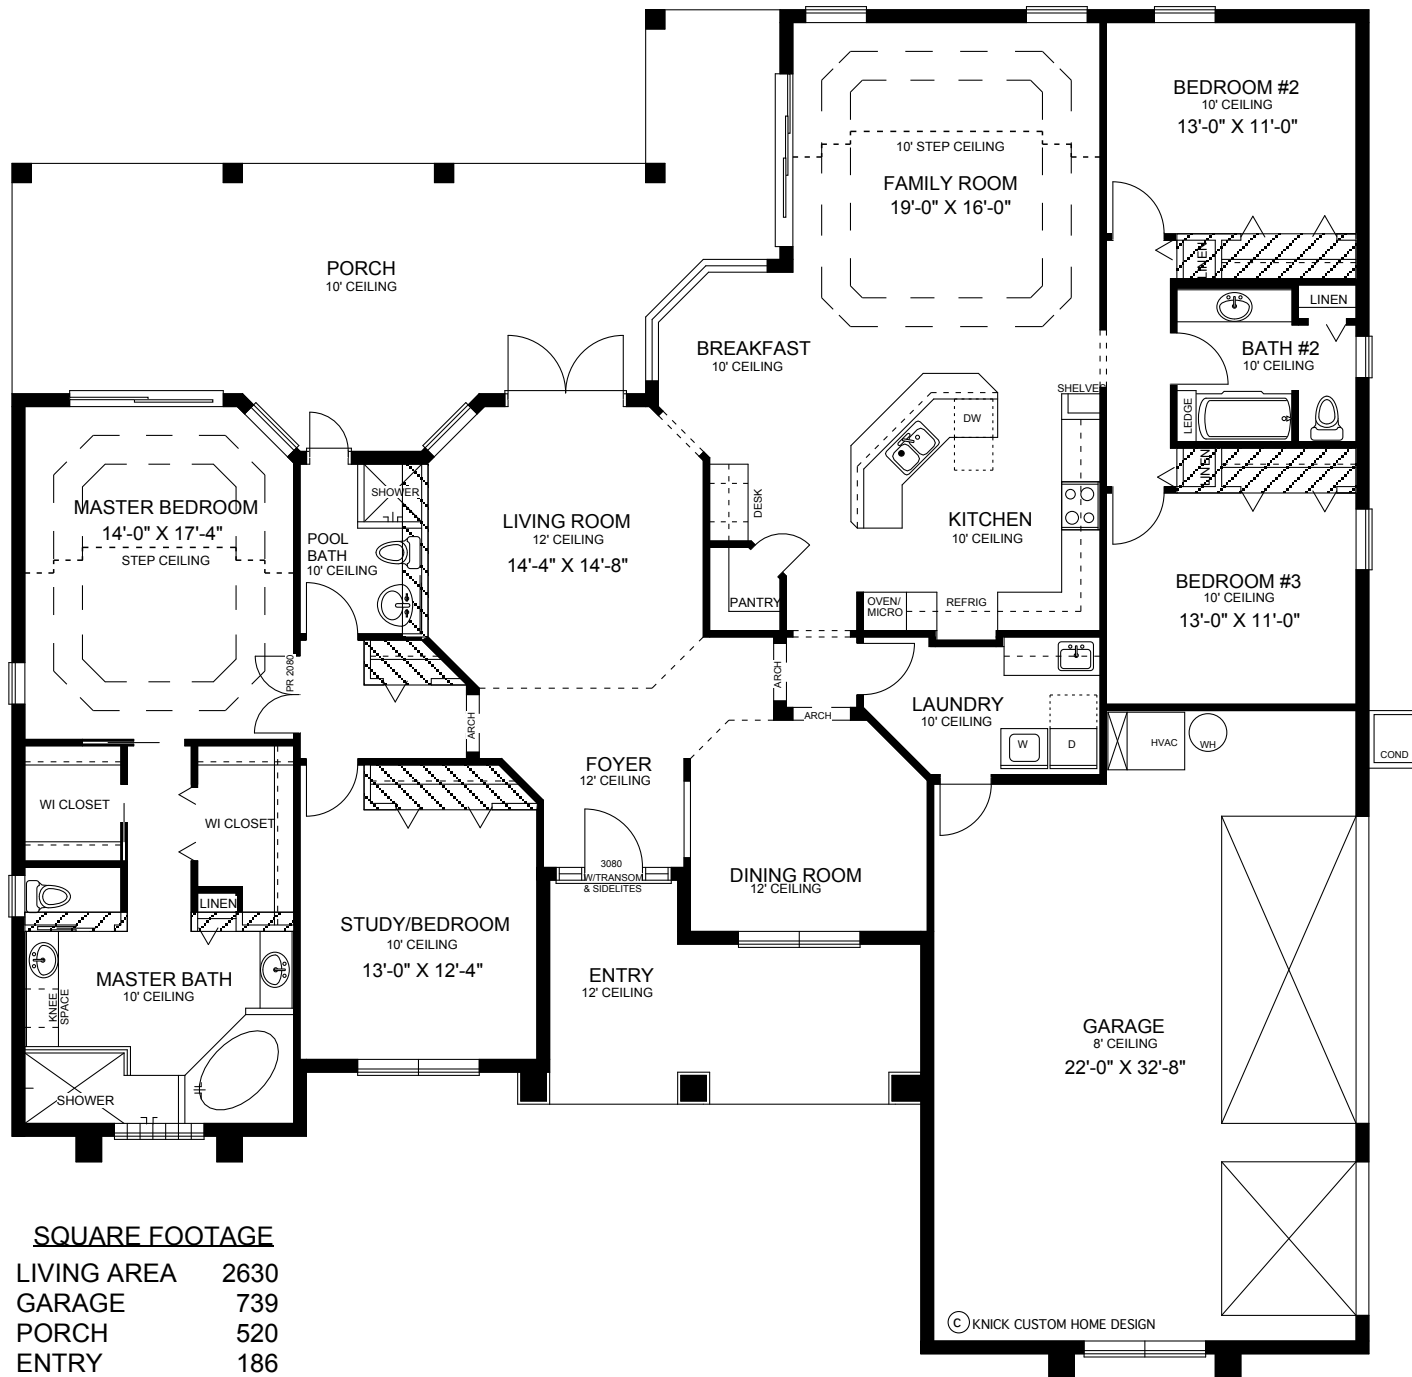 BEDROOM #2
10' CEILING
13'-0" X 11'-0"
10' STEP CEILING
FAMILY ROOM
19'-0" X 16'-0"
PORCH
10' CEILING
LINEN
LINEN
BREAKFAST
10' CEILING
BATH #2
10' CEILING
SHELVES
LEDGE
DW
LINEN
MASTER BEDROOM
14'-0" X 17'-4"
STEP CEILING
SHOWER
POOL
BATH
10' CEILING
LIVING ROOM
12' CEILING
14'-4" X 14'-8"
DESK
KITCHEN
10' CEILING
PANTRY
OVEN/
MICRO
REFRIG
BEDROOM #3
10' CEILING
13'-0" X 11'-0"
PR 2080
ARCH
ARCH
ARCH
LAUNDRY
10' CEILING
W
D
HVAC
WH
COND
FOYER
12' CEILING
WI CLOSET
WI CLOSET
3080
W/TRANSOM
& SIDELITES
DINING ROOM
12' CEILING
LINEN
STUDY/BEDROOM
10' CEILING
13'-0" X 12'-4"
MASTER BATH
10' CEILING
KNEE
SPACE
ENTRY
12' CEILING
GARAGE
8' CEILING
22'-0" X 32'-8"
SHOWER
SQUARE FOOTAGE
LIVING AREA 2630
GARAGE 739
PORCH 520
ENTRY 186
© KNICK CUSTOM HOME DESIGN